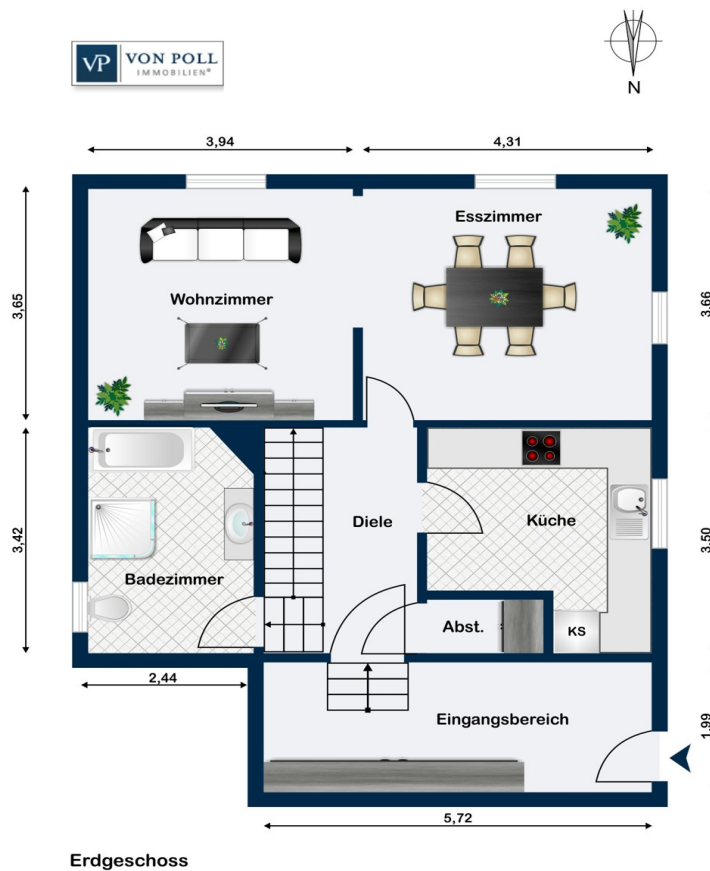 VP VON POLL
IMMOBILIEN®
N
3,94
4,31
Esszimmer
Wohnzimmer
3,65
3,66
Diele
Küche
Badezimmer
3,42
3,50
Abst.
KS
2,44
Eingangsbereich
1,99
5,72
Erdgeschoss